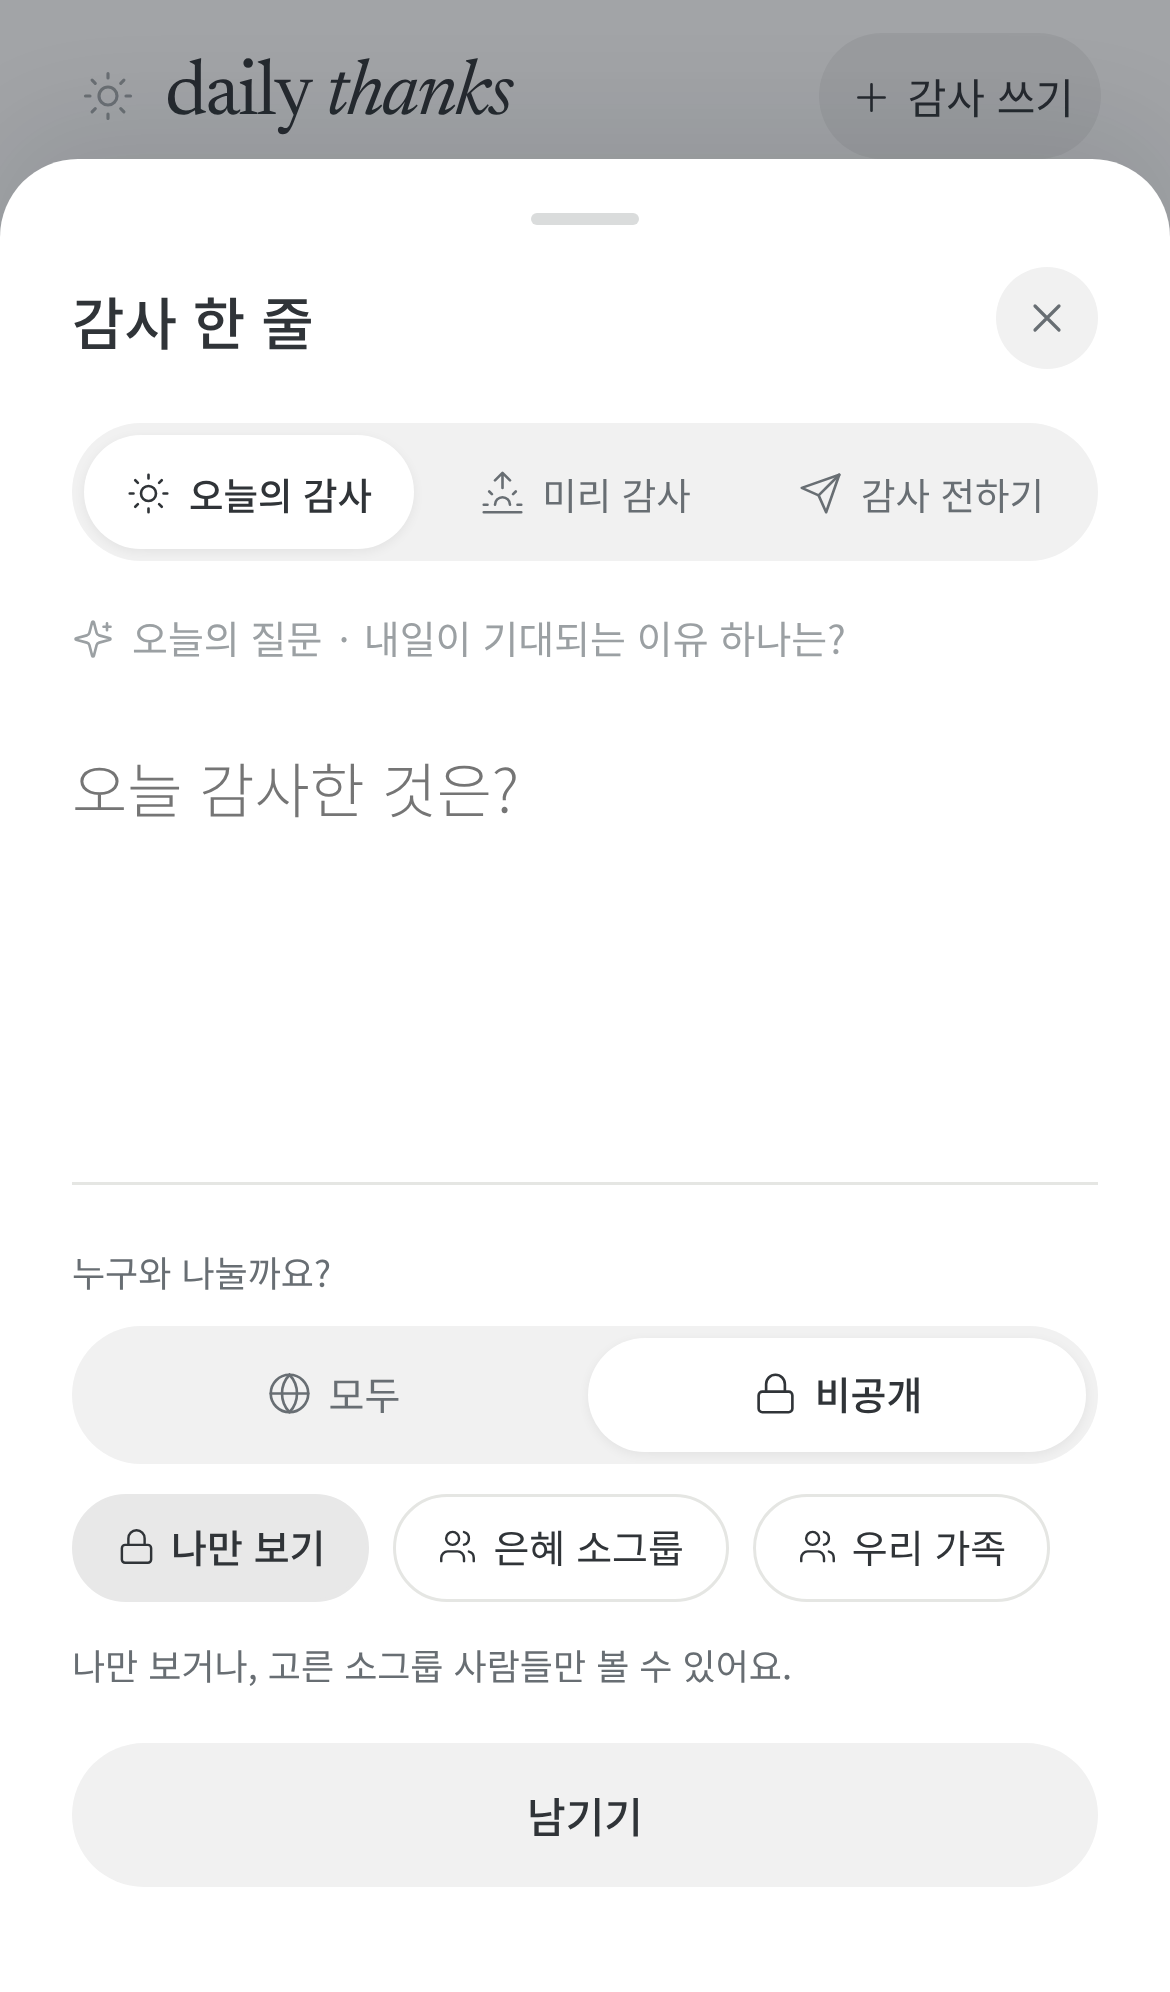 daily thanks
+ 감사 쓰기
감사 한 줄
오늘의 감사 미리 감사 감사 전하기
오늘의 질문 · 내일이 기대되는 이유 하나는?
오늘 감사한 것은?
누구와 나눌까요?
모두 비공개
나만 보기 은혜 소그룹 우리 가족
나만 보거나, 고른 소그룹 사람들만 볼 수 있어요.
남기기